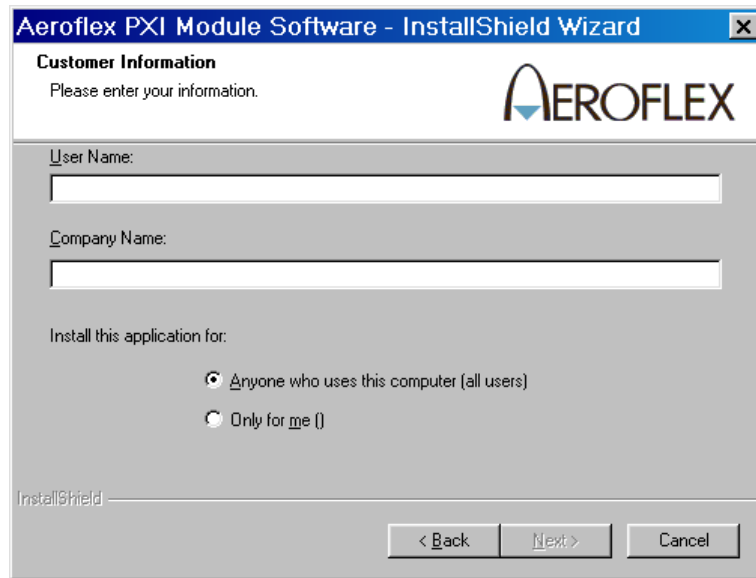 Aeroflex PXI Module Software - InstallShield Wizard
Customer Information
Please enter your information.
AEROFLEX
User Name:
Company Name:
Install this application for:
Anyone who uses this computer (all users)
Only for me ()
InstallShield
< Back Next > Cancel